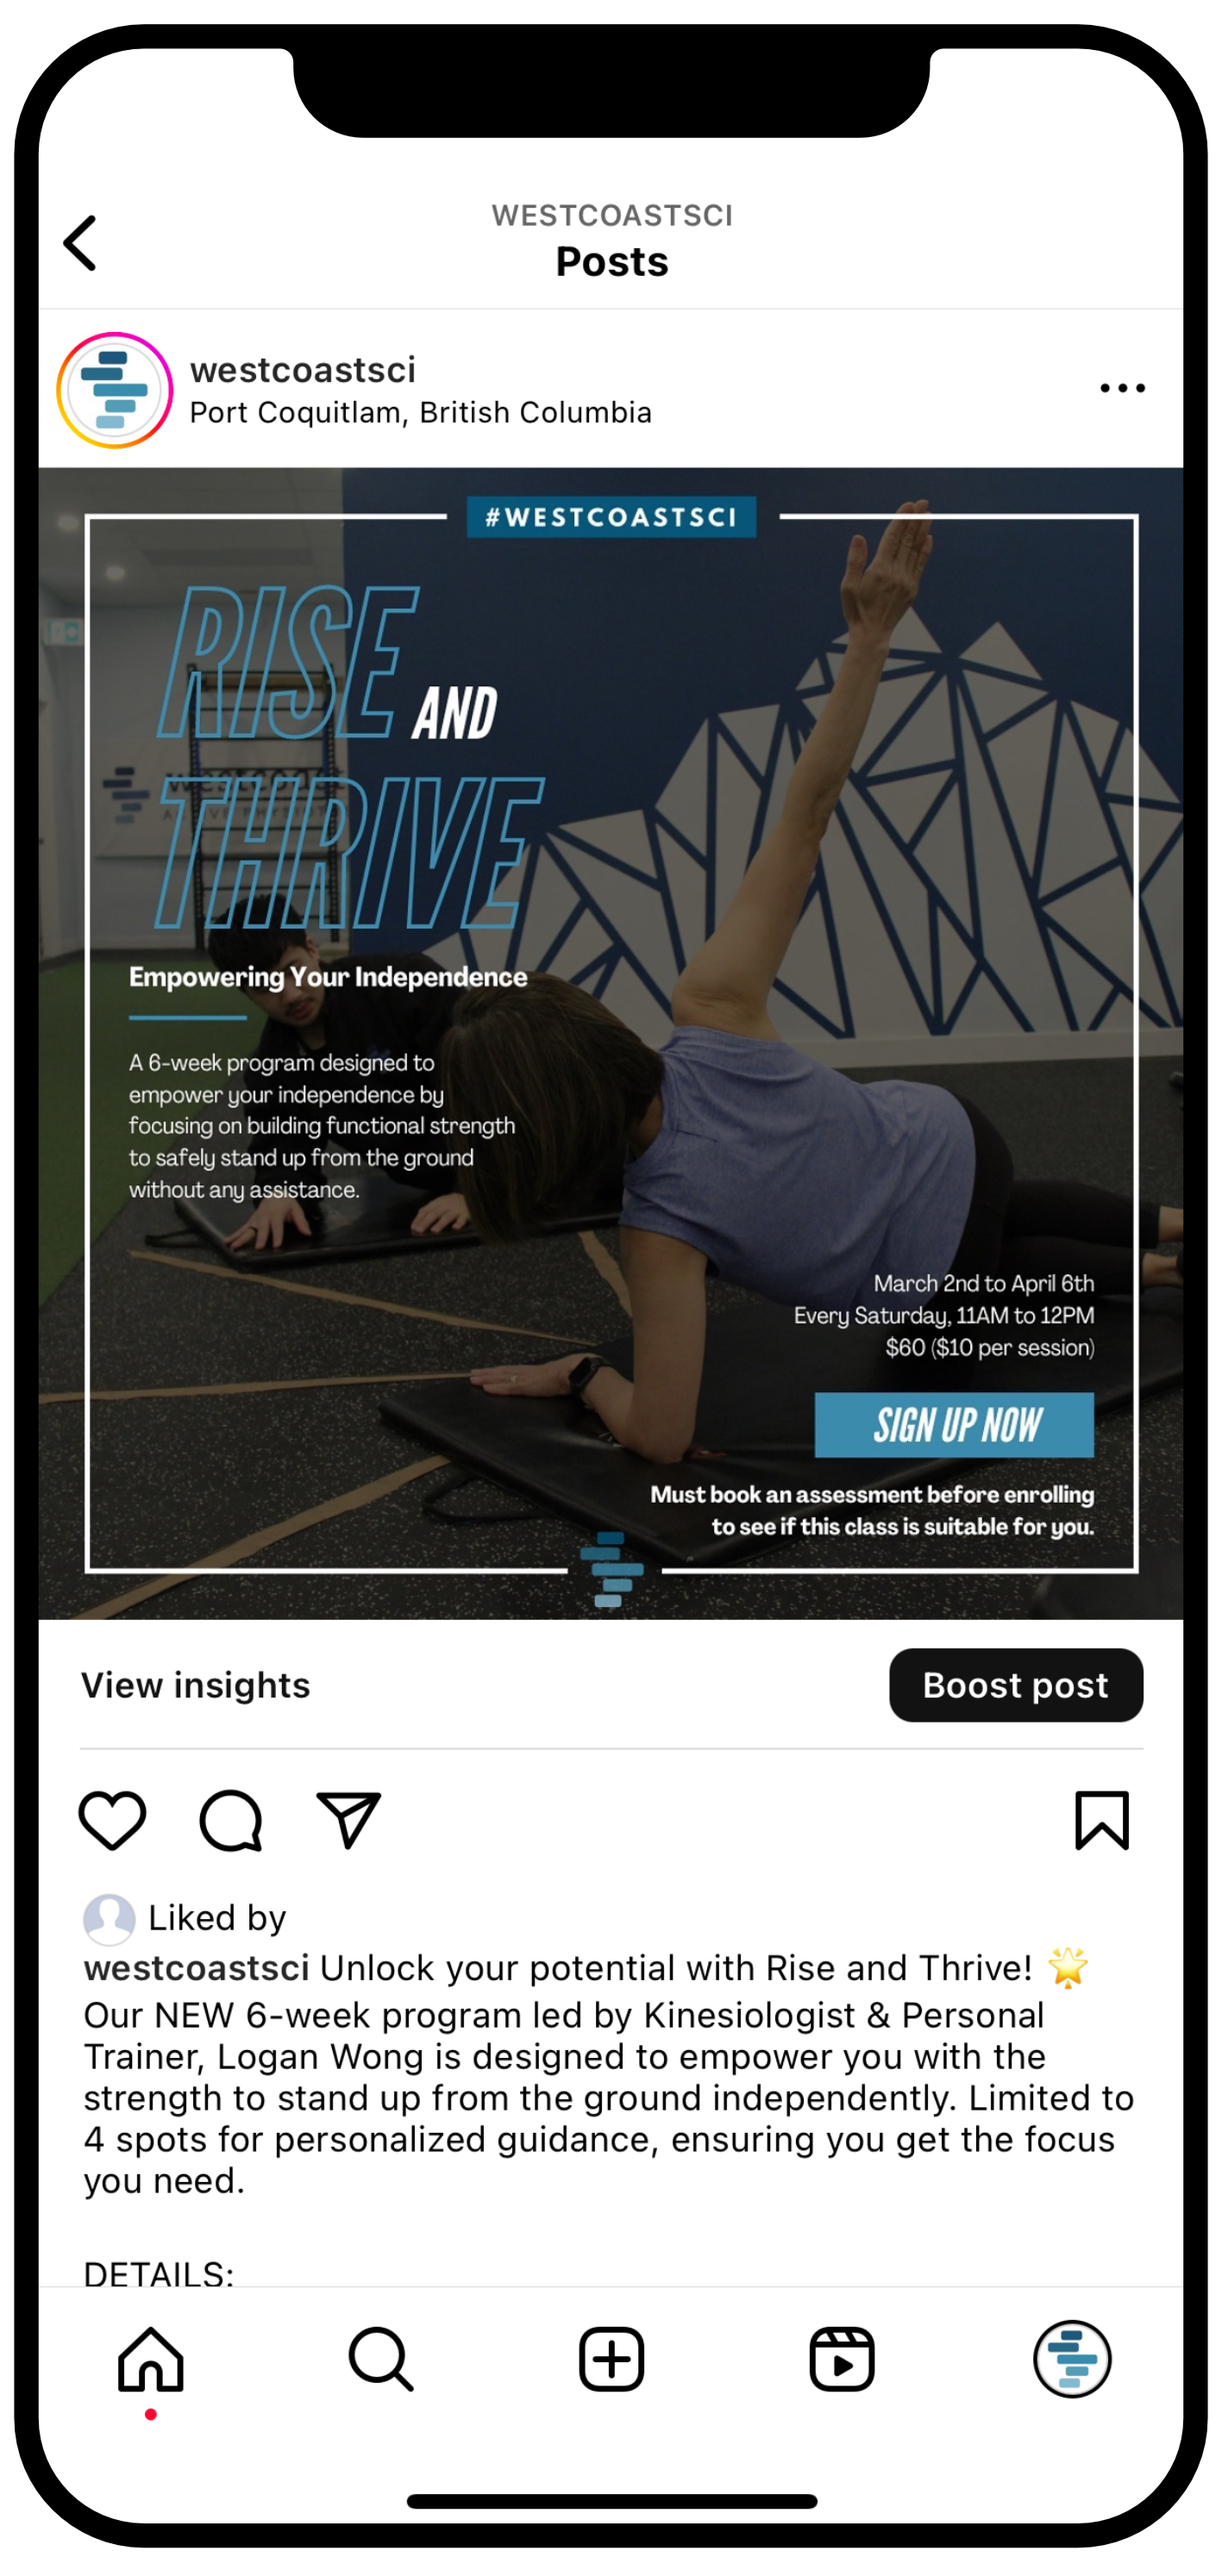 WESTCOASTSCI
Posts
westcoastsci
Port Coquitlam, British Columbia
#WESTCOASTSCI
RISE AND
THRIVE
Empowering Your Independence
A 6-week program designed to
empower your independence by
focusing on building functional strength
to safely stand up from the ground
without any assistance.
March 2nd to April 6th
Every Saturday, 11AM to 12PM
$60 ($10 per session)
SIGN UP NOW
Must book an assessment before enrolling
to see if this class is suitable for you.
View insights
Boost post
Liked by
westcoastsci Unlock your potential with Rise and Thrive! 🌟
Our NEW 6-week program led by Kinesiologist & Personal
Trainer, Logan Wong is designed to empower you with the
strength to stand up from the ground independently. Limited to
4 spots for personalized guidance, ensuring you get the focus
you need.
DETAILS: